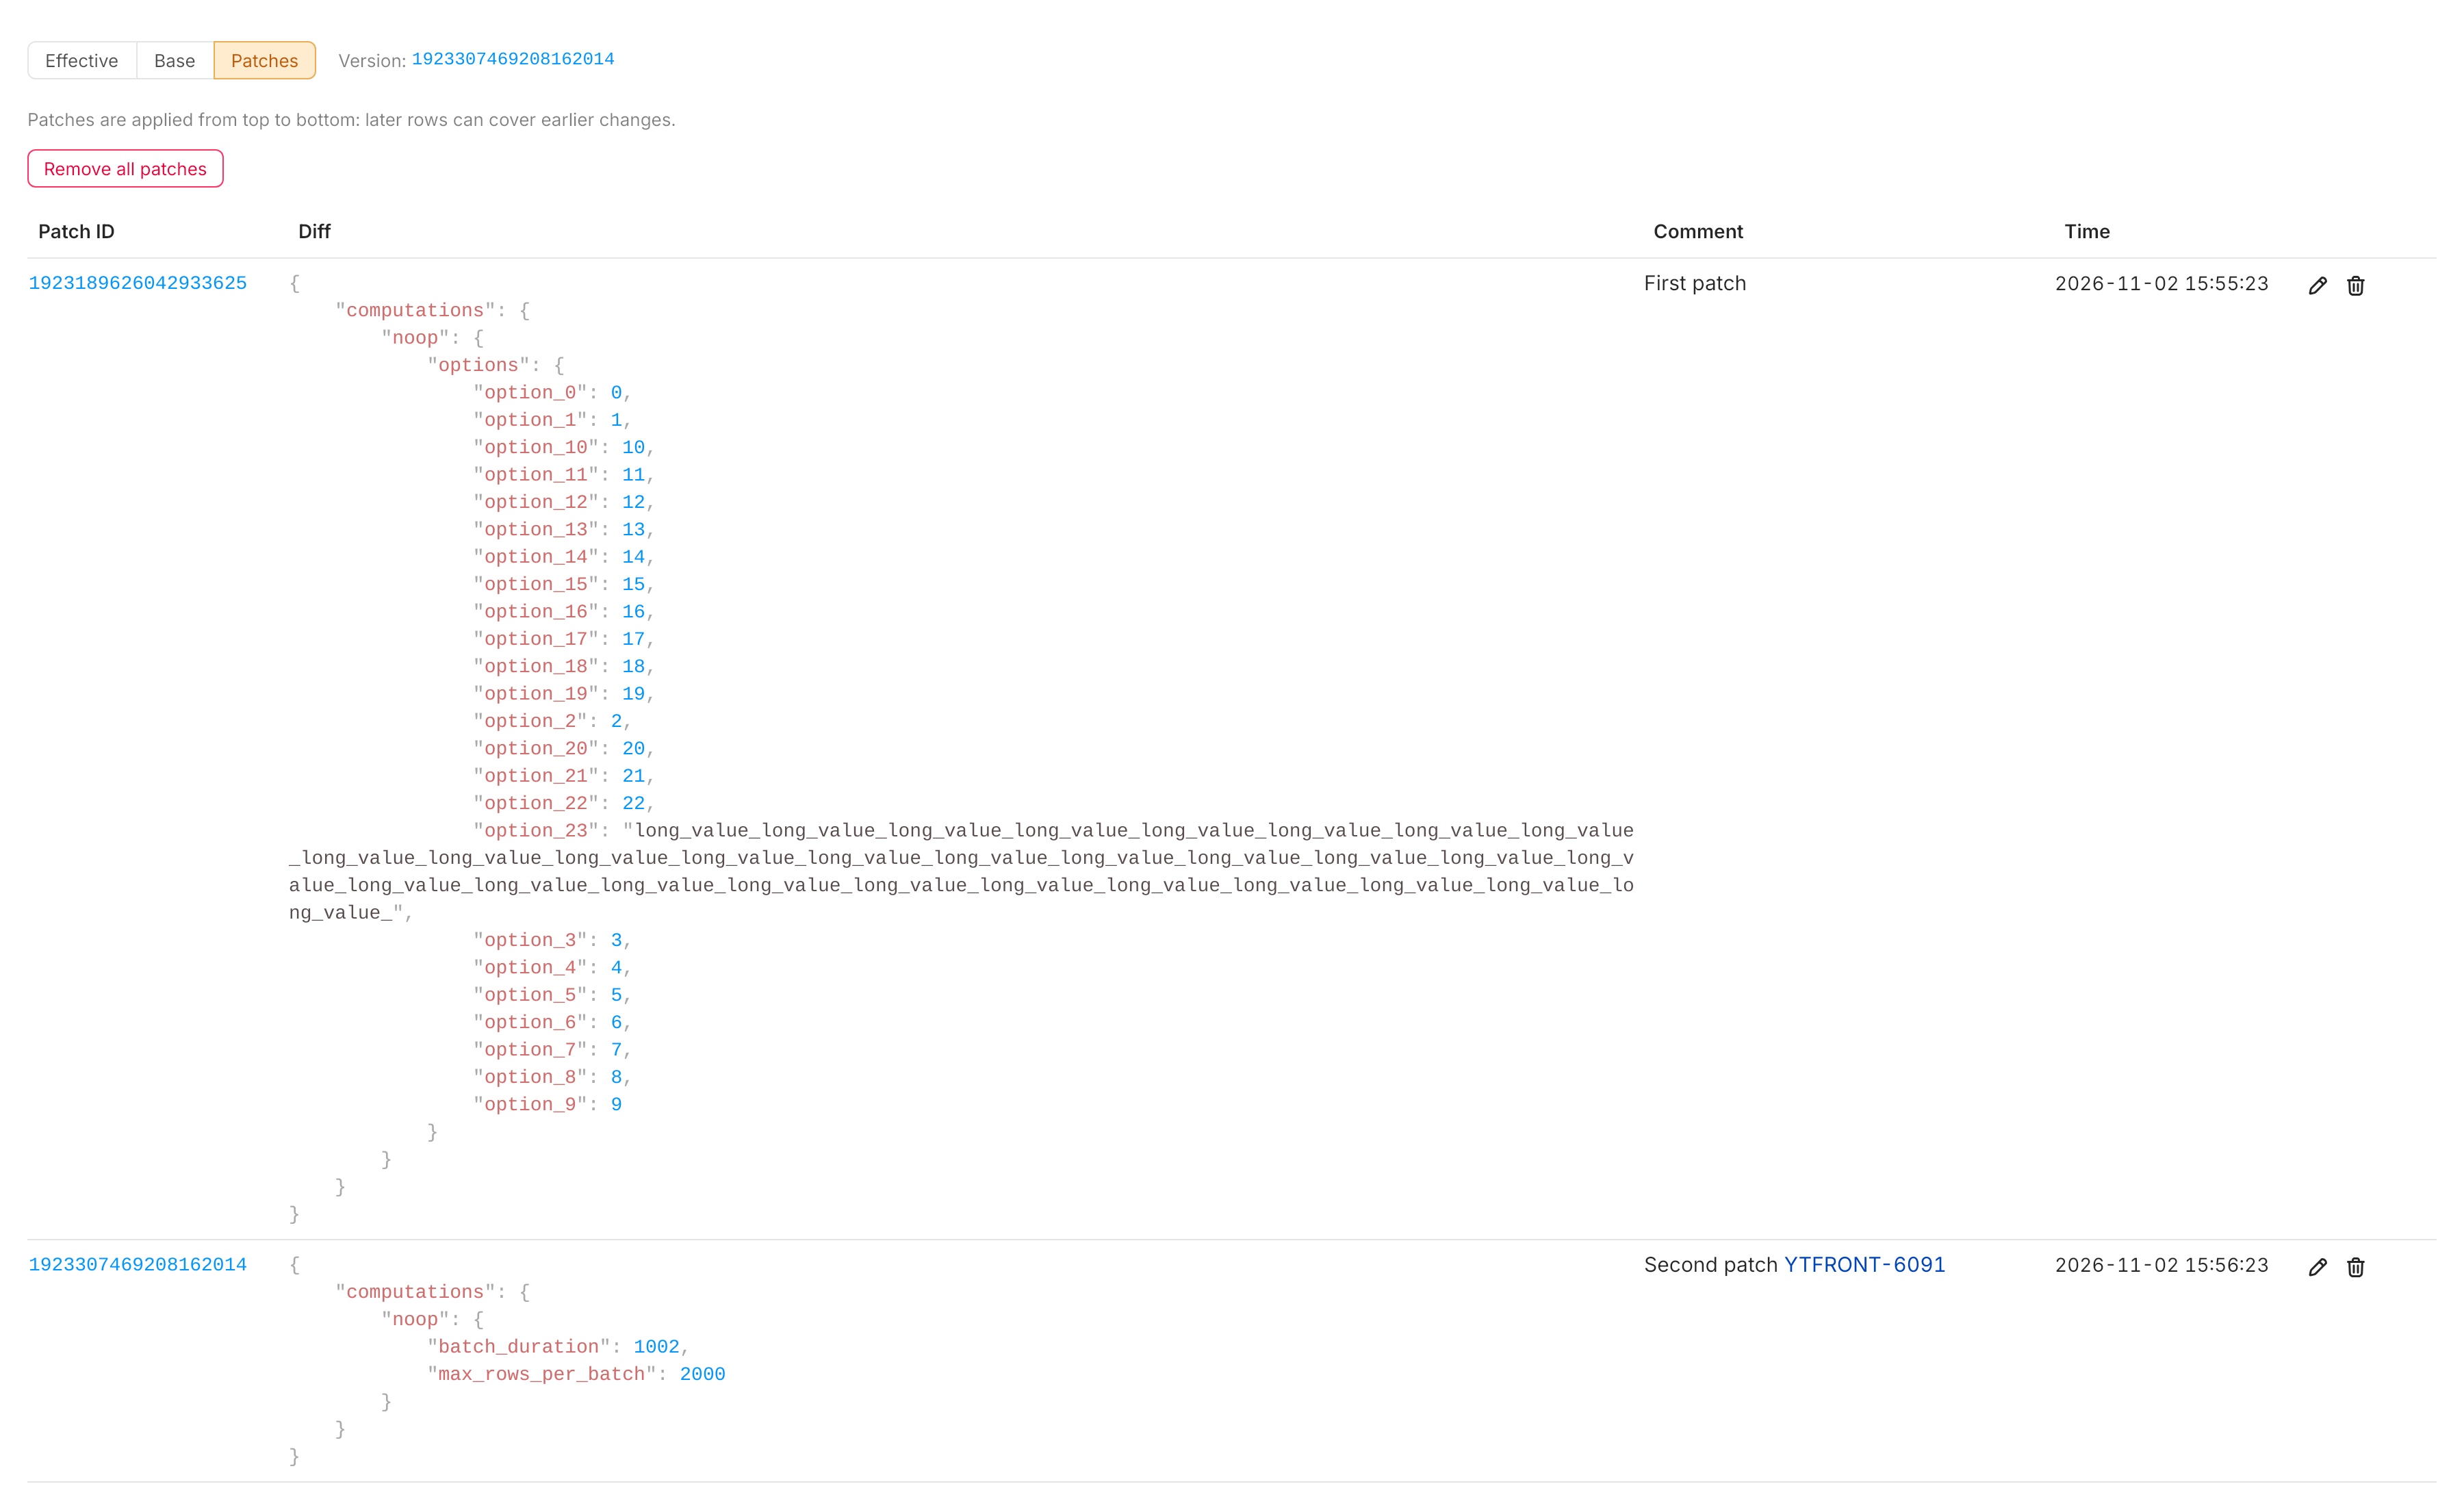 Effective Base Patches Version: 1923307469208162014
Patches are applied from top to bottom: later rows can cover earlier changes.
Remove all patches
Patch ID Diff Comment Time
1923189626042933625 { First patch 2026-11-02 15:55:23
"computations": {
"noop": {
"options": {
"option_0": 0,
"option_1": 1,
"option_10": 10,
"option_11": 11,
"option_12": 12,
"option_13": 13,
"option_14": 14,
"option_15": 15,
"option_16": 16,
"option_17": 17,
"option_18": 18,
"option_19": 19,
"option_2": 2,
"option_20": 20,
"option_21": 21,
"option_22": 22,
"option_23": "long_value_long_value_long_value_long_value_long_value_long_value_long_value_long_value
_long_value_long_value_long_value_long_value_long_value_long_value_long_value_long_value_long_value_long_value_long_v
alue_long_value_long_value_long_value_long_value_long_value_long_value_long_value_long_value_long_value_long_value_lo
ng_value_",
"option_3": 3,
"option_4": 4,
"option_5": 5,
"option_6": 6,
"option_7": 7,
"option_8": 8,
"option_9": 9
}
}
}
}
1923307469208162014 { Second patch YTFRONT-6091 2026-11-02 15:56:23
"computations": {
"noop": {
"batch_duration": 1002,
"max_rows_per_batch": 2000
}
}
}